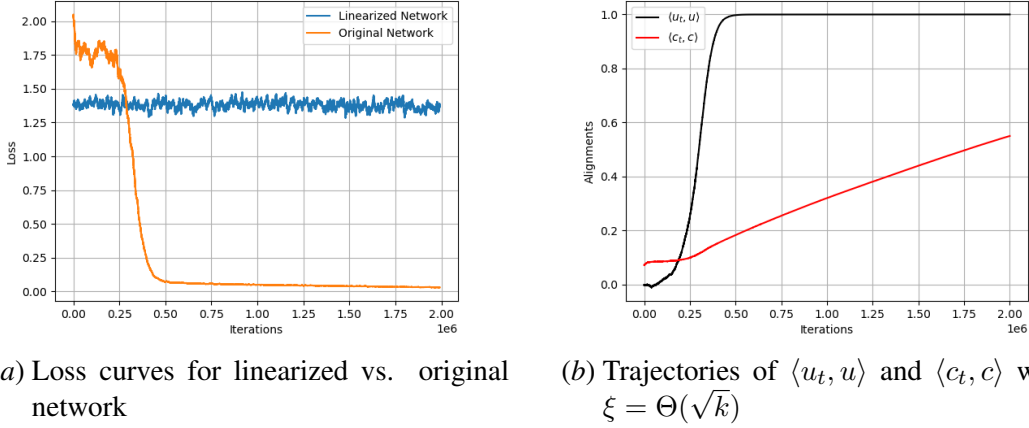 2.00
1.75
1.50
1.25
1.00
0.75
0.50
0.25
0.00
Loss
Linearized Network
Original Network
0.00 0.25 0.50 0.75 1.00 1.25 1.50 1.75 2.00
1e6
Iterations
1.0
0.8
0.6
0.4
0.2
0.0
Alignments
⟨u_t, u⟩
⟨c_t, c⟩
0.00 0.25 0.50 0.75 1.00 1.25 1.50 1.75 2.00
1e6
Iterations
a) Loss curves for linearized vs. original
network
(b) Trajectories of ⟨u_t, u⟩ and ⟨c_t, c⟩
ξ = Θ(√k)